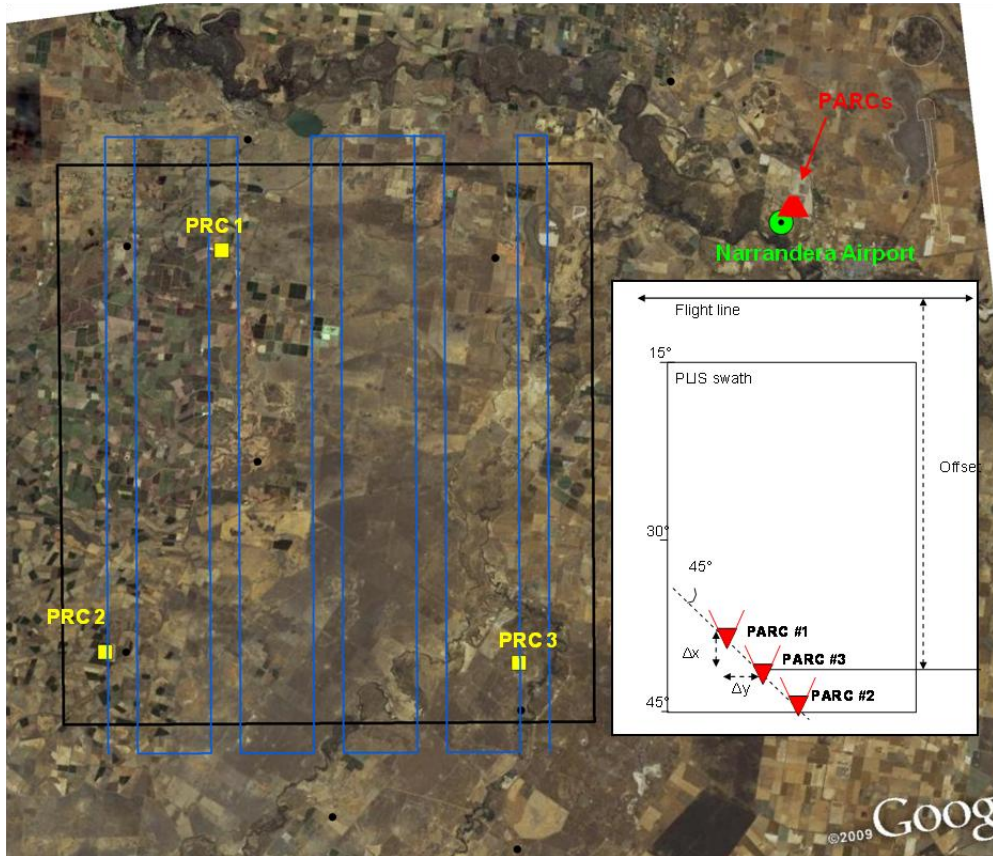 PARCs
PRC 1
Narrandera Airport
Flight line
15°
PLIS swath
Offset
30°
45°
PARC #1
Δx
PARC #3
Δy
PARC #2
45°
PRC 2
PRC 3
©2009 Goog